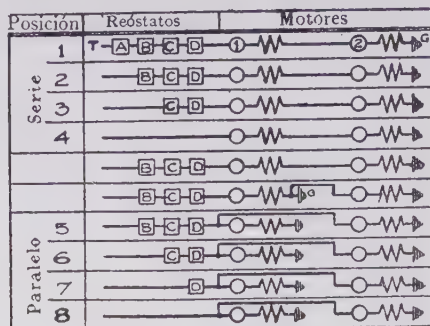 Posición Reóstatos Motores
Serie
1 T A B C D 1 2 G
2 B C D
3 C D
4
B C D
B C D G
Paralelo
5 B C D
6 C D
7 D
8